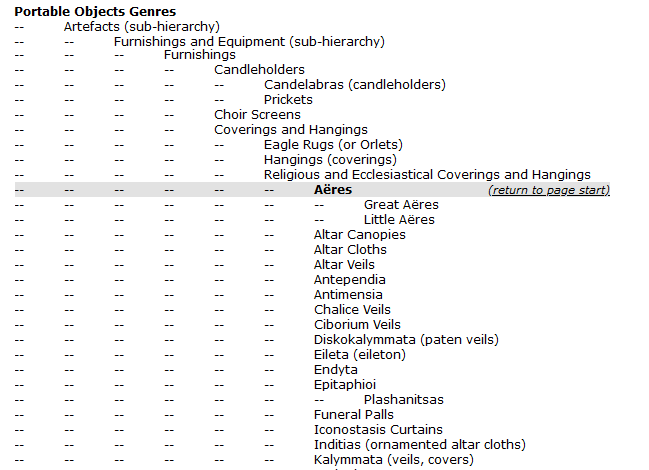 Portable Objects Genres
-- Artefacts (sub-hierarchy)
-- -- Furnishings and Equipment (sub-hierarchy)
-- -- -- Furnishings
-- -- -- -- Candleholders
-- -- -- -- -- Candelabras (candleholders)
-- -- -- -- -- Prickets
-- -- -- -- Choir Screens
-- -- -- -- Coverings and Hangings
-- -- -- -- -- Eagle Rugs (or Orlets)
-- -- -- -- -- Hangings (coverings)
-- -- -- -- -- Religious and Ecclesiastical Coverings and Hangings
-- -- -- -- -- -- Aëres (return to page start)
-- -- -- -- -- -- -- Great Aëres
-- -- -- -- -- -- -- Little Aëres
-- -- -- -- -- -- Altar Canopies
-- -- -- -- -- -- Altar Cloths
-- -- -- -- -- -- Altar Veils
-- -- -- -- -- -- Antependia
-- -- -- -- -- -- Antimensia
-- -- -- -- -- -- Chalice Veils
-- -- -- -- -- -- Ciborium Veils
-- -- -- -- -- -- Diskokalymmata (paten veils)
-- -- -- -- -- -- Eileta (eileton)
-- -- -- -- -- -- Endyta
-- -- -- -- -- -- Epitaphioi
-- -- -- -- -- -- -- Plashanitsas
-- -- -- -- -- -- Funeral Palls
-- -- -- -- -- -- Iconostasis Curtains
-- -- -- -- -- -- Inditias (ornamented altar cloths)
-- -- -- -- -- -- Kalymmata (veils, covers)